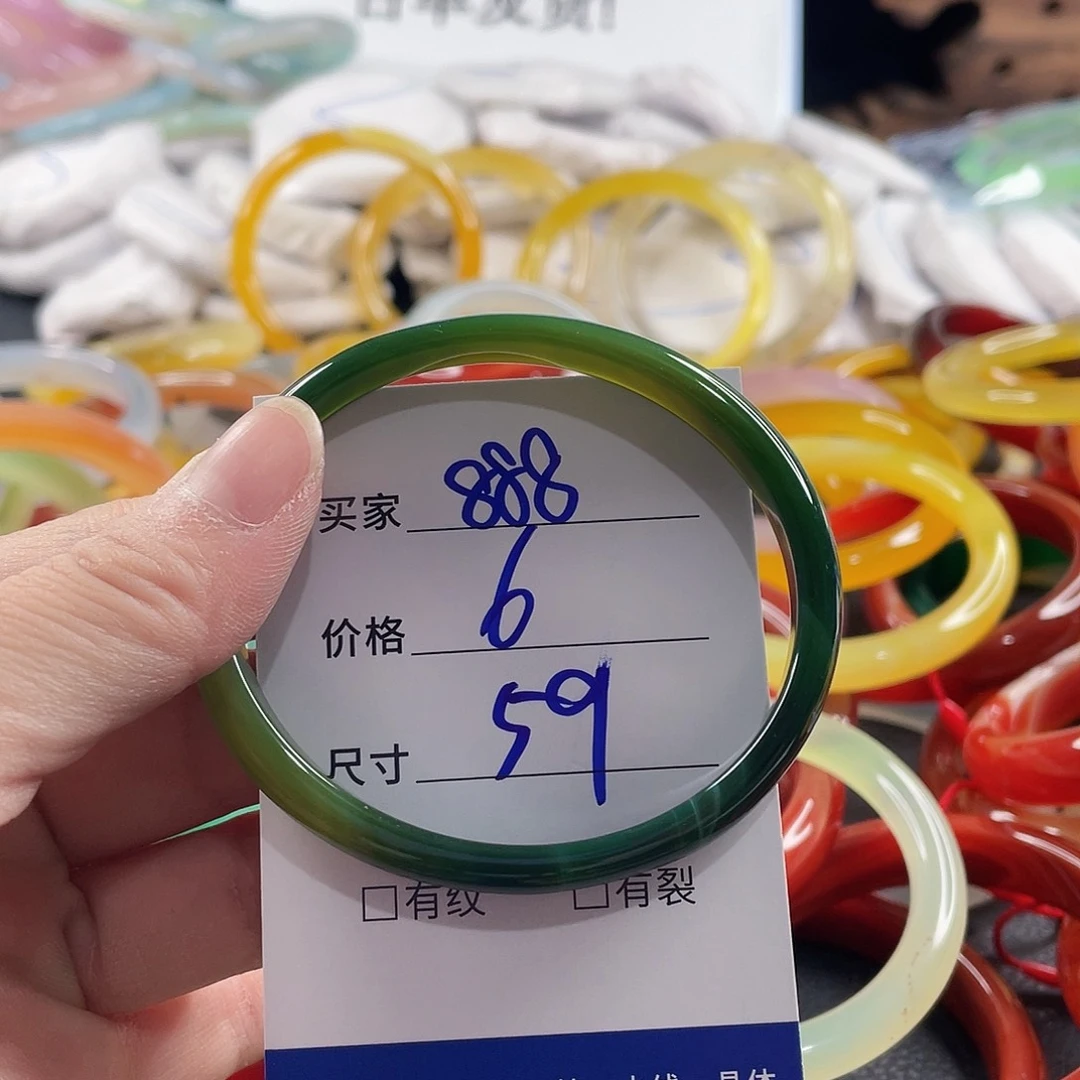 买家 888
价格 6
尺寸 59
□有纹 □有裂